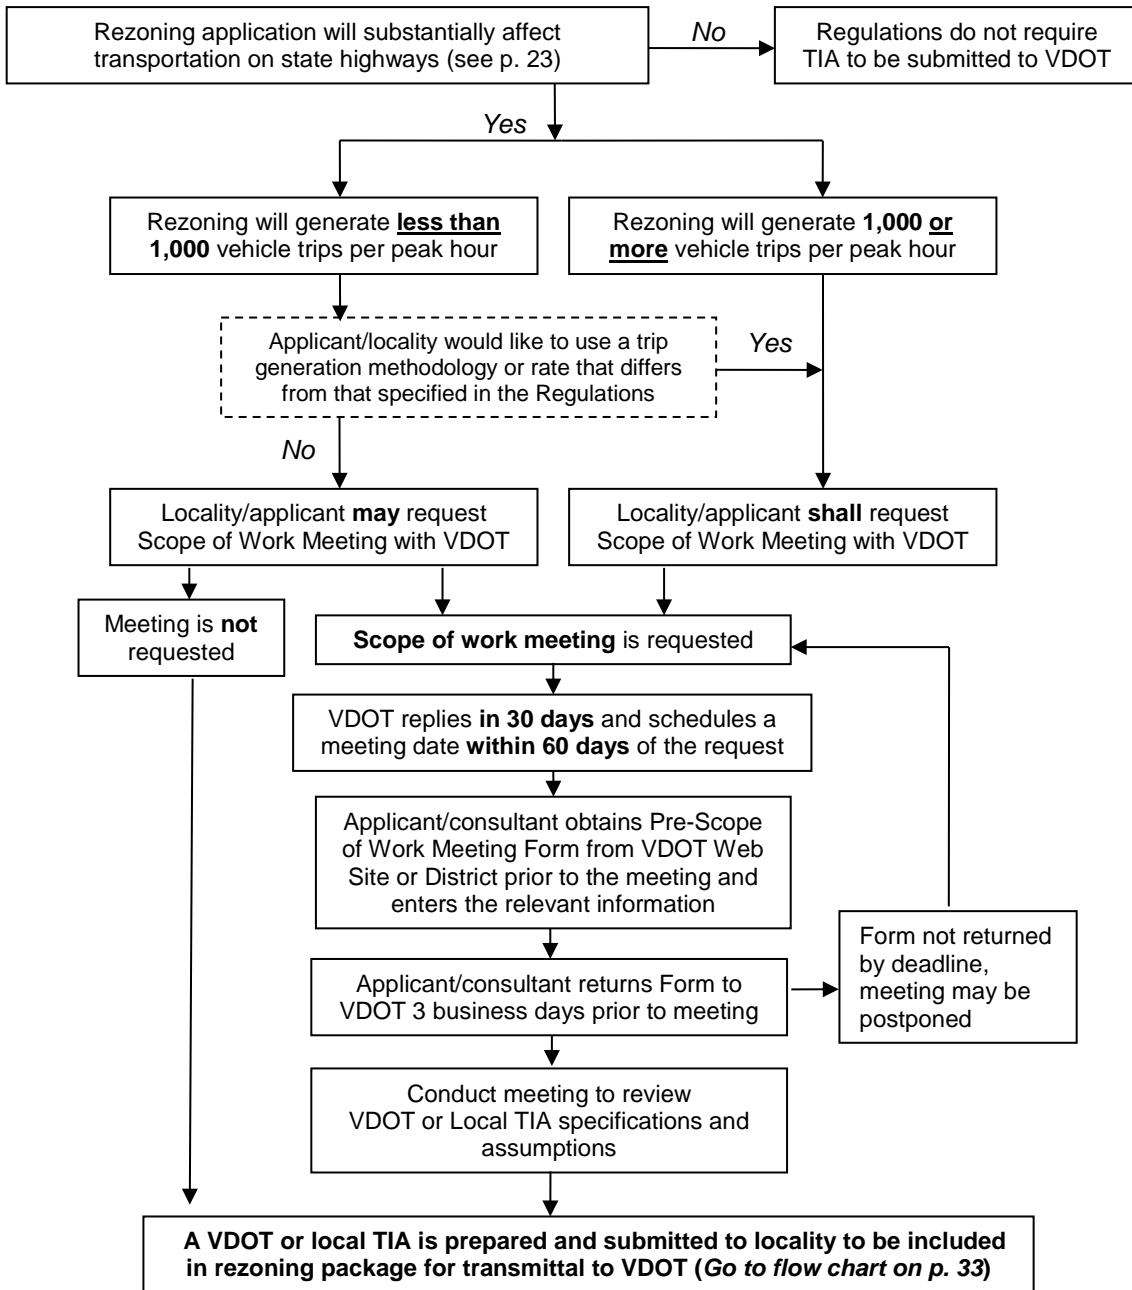 Rezoning application will substantially affect
transportation on state highways (see p. 23)
No
Regulations do not require
TIA to be submitted to VDOT
Yes
Rezoning will generate less than
1,000 vehicle trips per peak hour
Rezoning will generate 1,000 or
more vehicle trips per peak hour
Applicant/locality would like to use a trip
generation methodology or rate that differs
from that specified in the Regulations
Yes
No
Locality/applicant may request
Scope of Work Meeting with VDOT
Locality/applicant shall request
Scope of Work Meeting with VDOT
Meeting is not
requested
Scope of work meeting is requested
VDOT replies in 30 days and schedules a
meeting date within 60 days of the request
Applicant/consultant obtains Pre-Scope
of Work Meeting Form from VDOT Web
Site or District prior to the meeting and
enters the relevant information
Form not returned
by deadline,
meeting may be
postponed
Applicant/consultant returns Form to
VDOT 3 business days prior to meeting
Conduct meeting to review
VDOT or Local TIA specifications and
assumptions
A VDOT or local TIA is prepared and submitted to locality to be included
in rezoning package for transmittal to VDOT (Go to flow chart on p. 33)